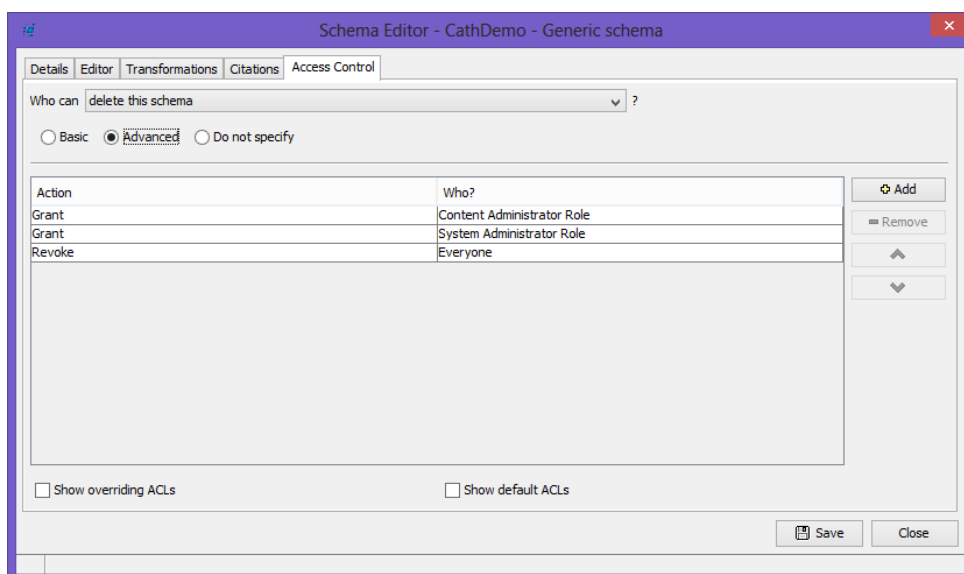 Schema Editor - CathDemo - Generic schema
Details Editor Transformations Citations Access Control
Who can delete this schema ?
Basic Advanced Do not specify
Action Who? Add
Grant Content Administrator Role Remove
Grant System Administrator Role
Revoke Everyone
Show overriding ACLs Show default ACLs
Save Close